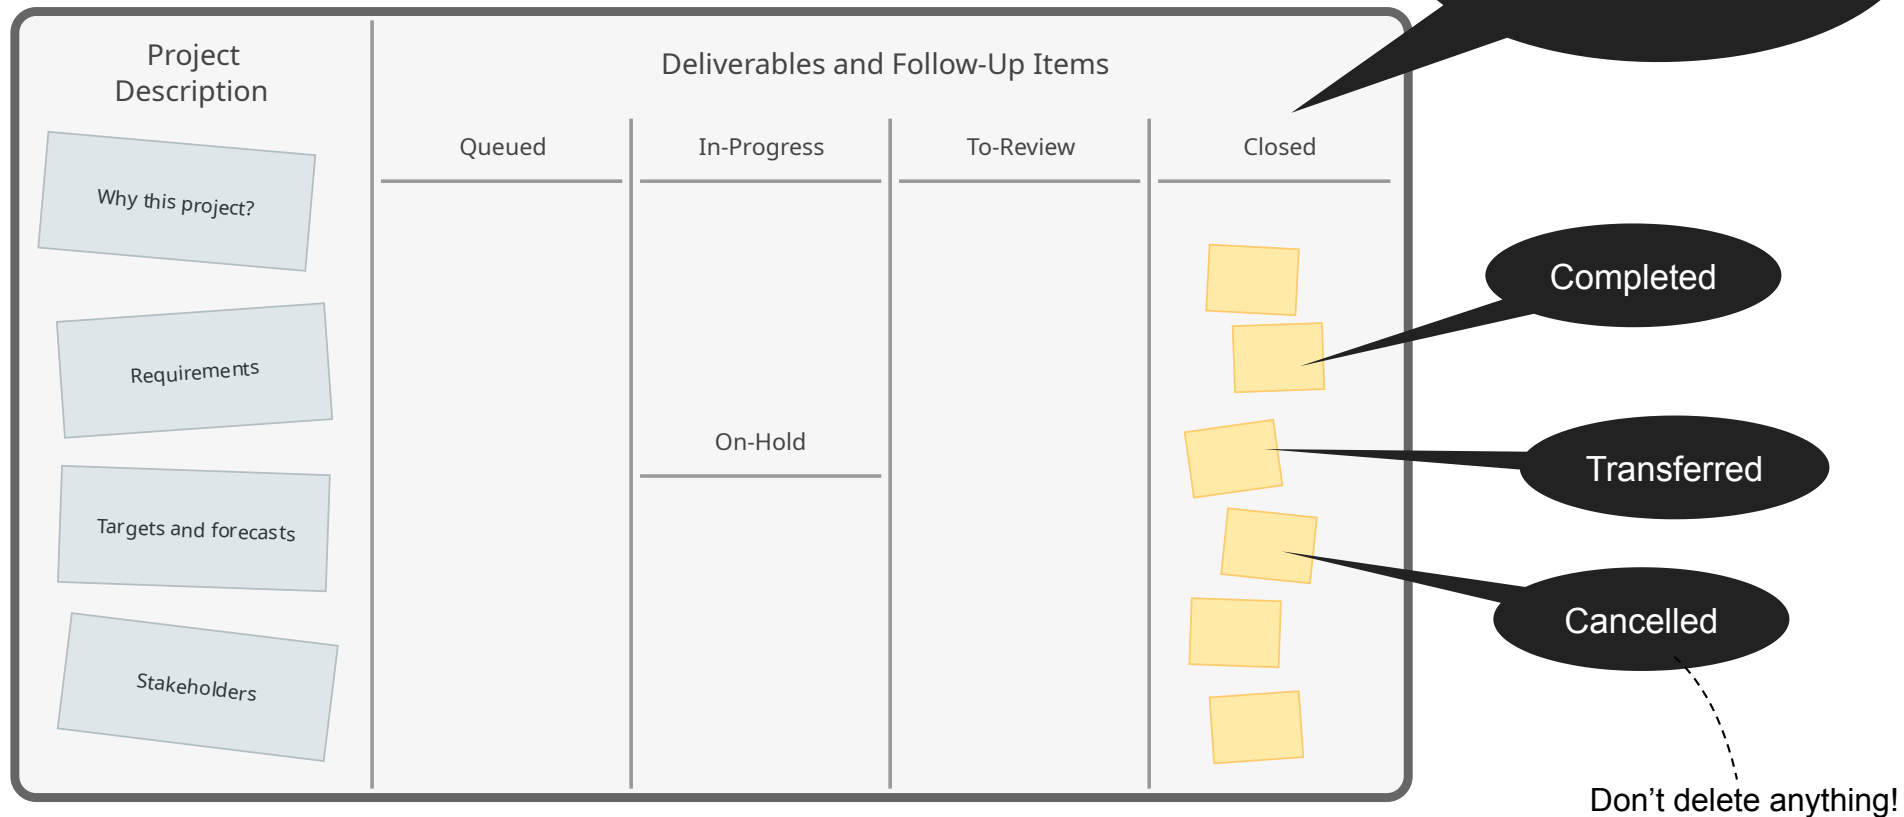 Project
Description
Deliverables and Follow-Up Items
Queued
In-Progress
To-Review
Closed
Why this project?
Requirements
Targets and forecasts
Stakeholders
On-Hold
Completed
Transferred
Cancelled
Don’t delete anything!